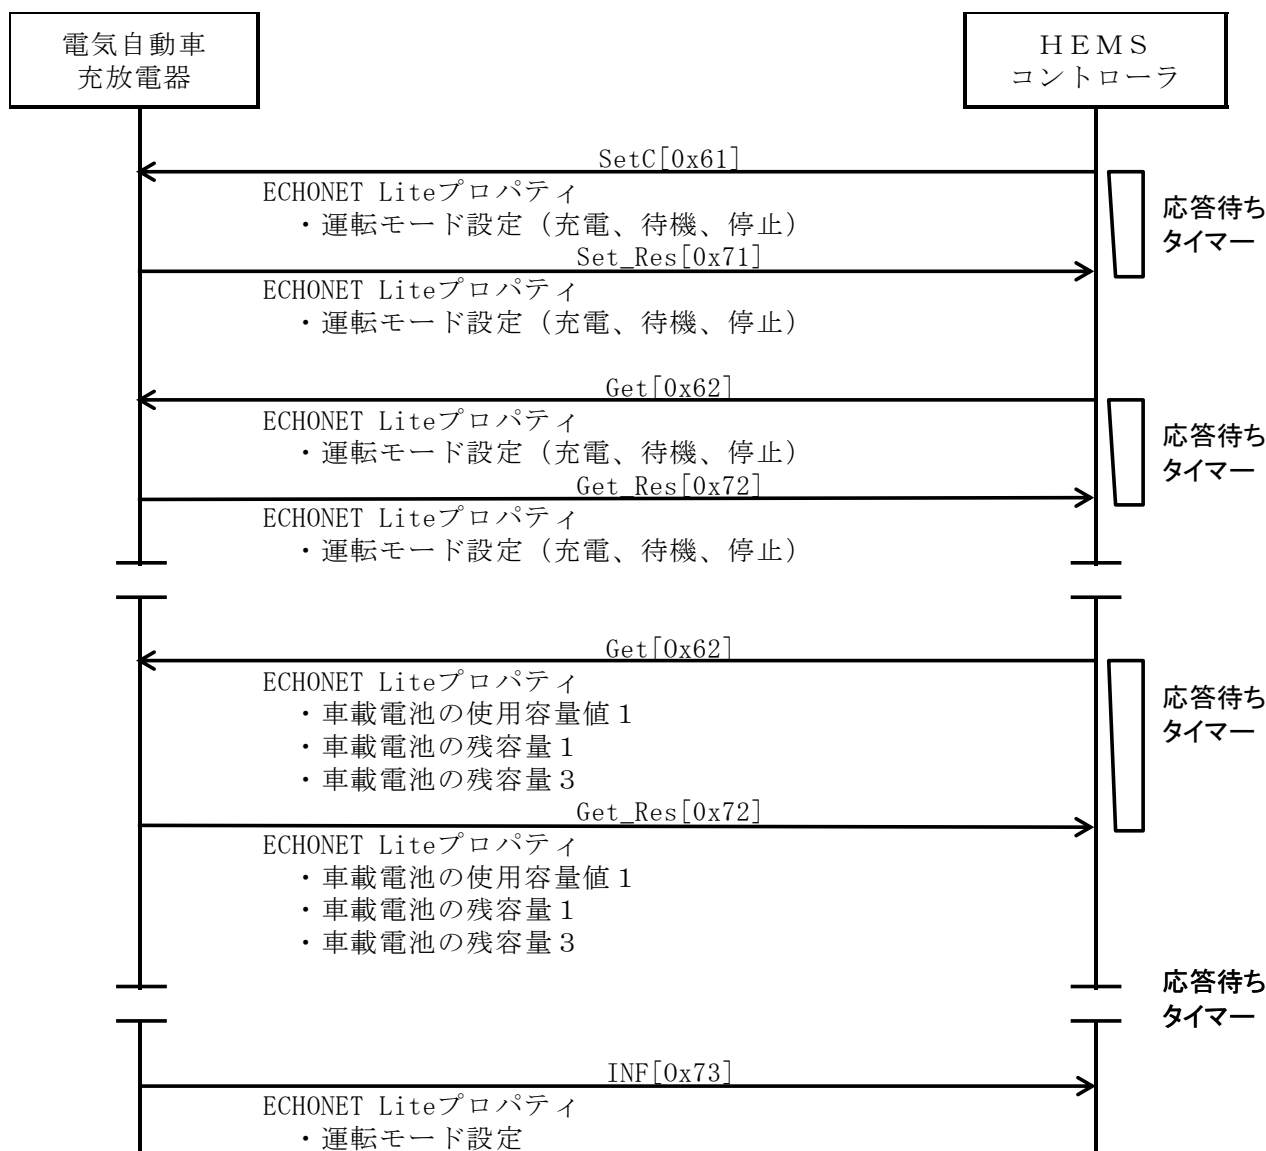 電気自動車
充放電器
ＨＥＭＳ
コントローラ
SetC[0x61]
ECHONET Liteプロパティ
・運転モード設定（充電、待機、停止）
応答待ち
タイマー
Set_Res[0x71]
ECHONET Liteプロパティ
・運転モード設定（充電、待機、停止）
Get[0x62]
ECHONET Liteプロパティ
・運転モード設定（充電、待機、停止）
応答待ち
タイマー
Get_Res[0x72]
ECHONET Liteプロパティ
・運転モード設定（充電、待機、停止）
Get[0x62]
ECHONET Liteプロパティ
・車載電池の使用容量値１
・車載電池の残容量１
・車載電池の残容量３
応答待ち
タイマー
Get_Res[0x72]
ECHONET Liteプロパティ
・車載電池の使用容量値１
・車載電池の残容量１
・車載電池の残容量３
応答待ち
タイマー
INF[0x73]
ECHONET Liteプロパティ
・運転モード設定